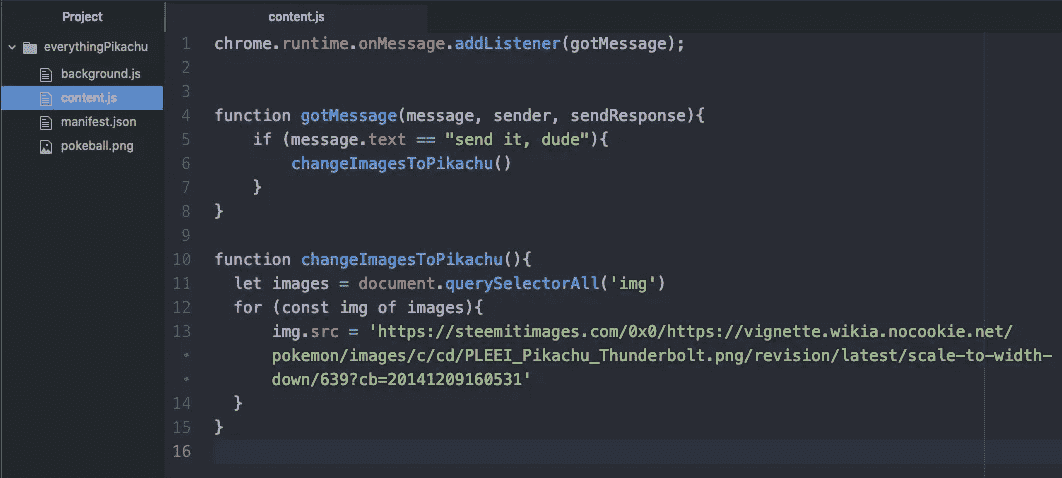 Project
everythingPikachu
background.js
content.js
manifest.json
pokeball.png
content.js
1 chrome.runtime.onMessage.addListener(gotMessage);
2
3
4 function gotMessage(message, sender, sendResponse){
5     if (message.text == "send it, dude"){
6         changeImagesToPikachu()
7     }
8 }
9
10 function changeImagesToPikachu(){
11   let images = document.querySelectorAll('img')
12   for (const img of images){
13       img.src = 'https://steemitimages.com/0x0/https://vignette.wikia.nocookie.net/
•       pokemon/images/c/cd/PLEEI_Pikachu_Thunderbolt.png/revision/latest/scale-to-width-
•       down/639?cb=20141209160531'
14   }
15 }
16